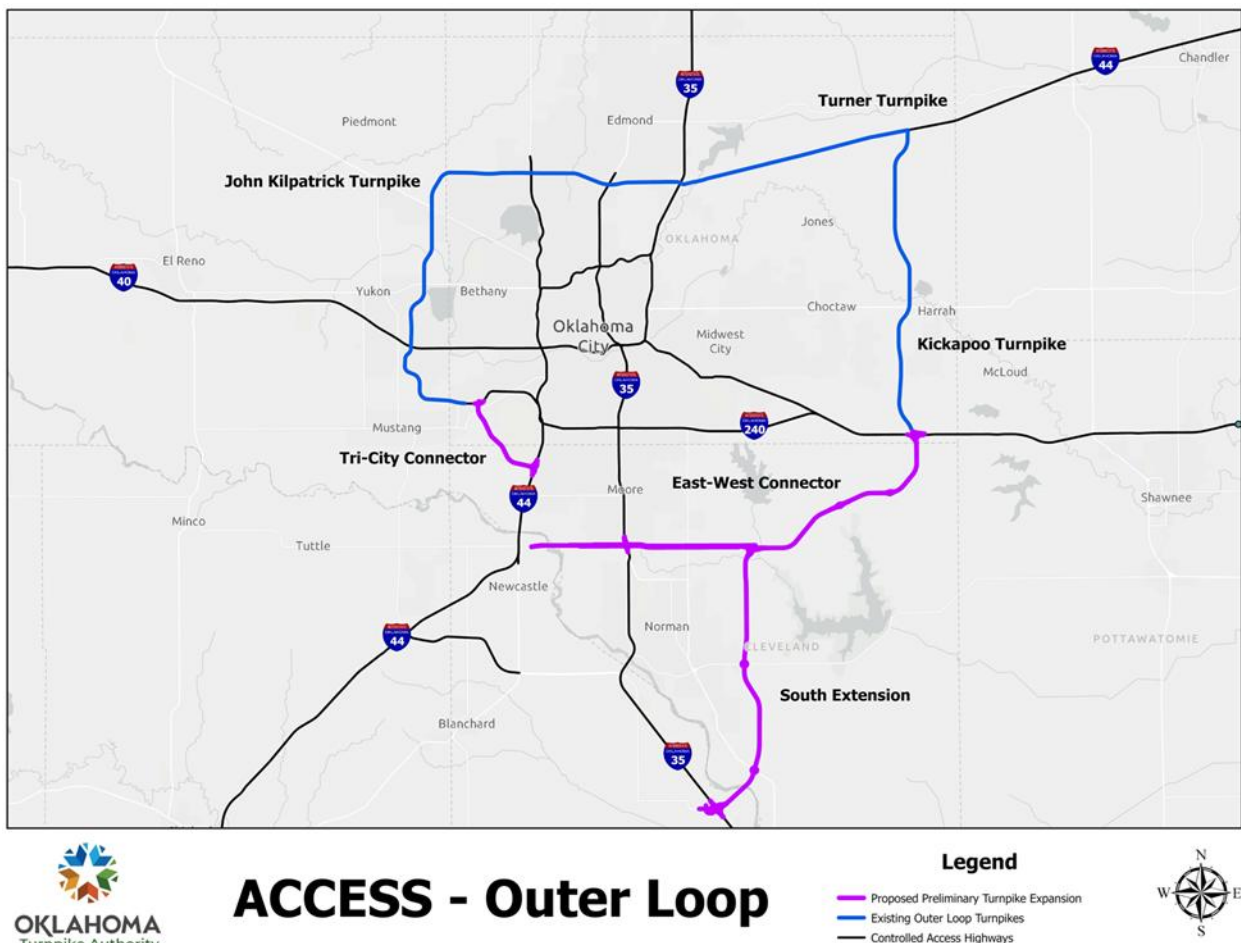 Chandler
44
35
Turner Turnpike
Piedmont
Edmond
John Kilpatrick Turnpike
Jones
OKLAHOMA
El Reno
40
Yukon
Bethany
Choctaw
Harrah
Oklahoma
City
Midwest
City
Kickapoo Turnpike
McLoud
35
Mustang
240
Tri-City Connector
East-West Connector
44
Moore
Shawnee
Minco
Tuttle
Newcastle
44
Norman
CLEVELAND
POTTAWATOMIE
South Extension
Blanchard
35
OKLAHOMA
Turnpike Authority
ACCESS - Outer Loop
Legend
Proposed Preliminary Turnpike Expansion
Existing Outer Loop Turnpikes
Controlled Access Highways
N
W
E
S